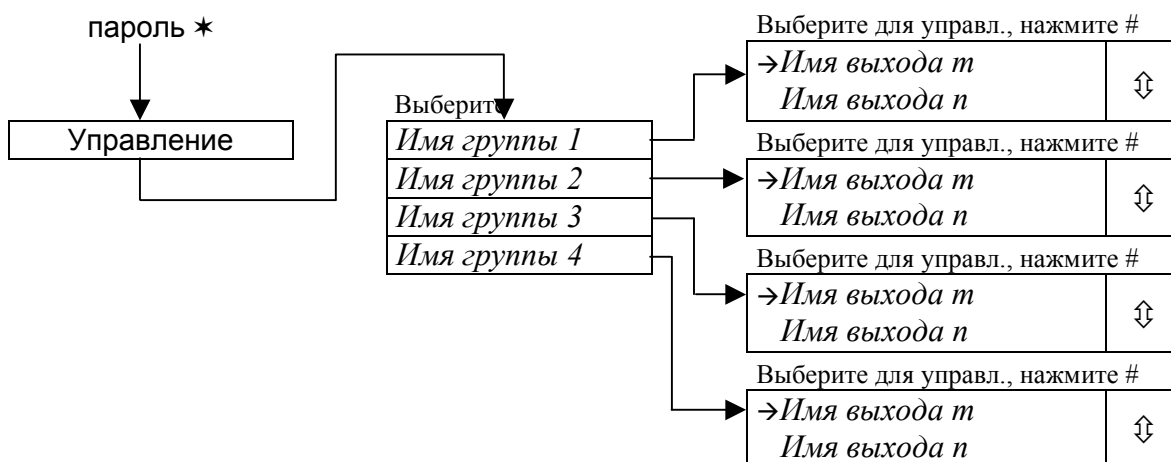 пароль ✶
Управление
Выберите
Имя группы 1
Имя группы 2
Имя группы 3
Имя группы 4
Выберите для управл., нажмите #
→Имя выхода m
Имя выхода n
⇕
Выберите для управл., нажмите #
→Имя выхода m
Имя выхода n
⇕
Выберите для управл., нажмите #
→Имя выхода m
Имя выхода n
⇕
Выберите для управл., нажмите #
→Имя выхода m
Имя выхода n
⇕